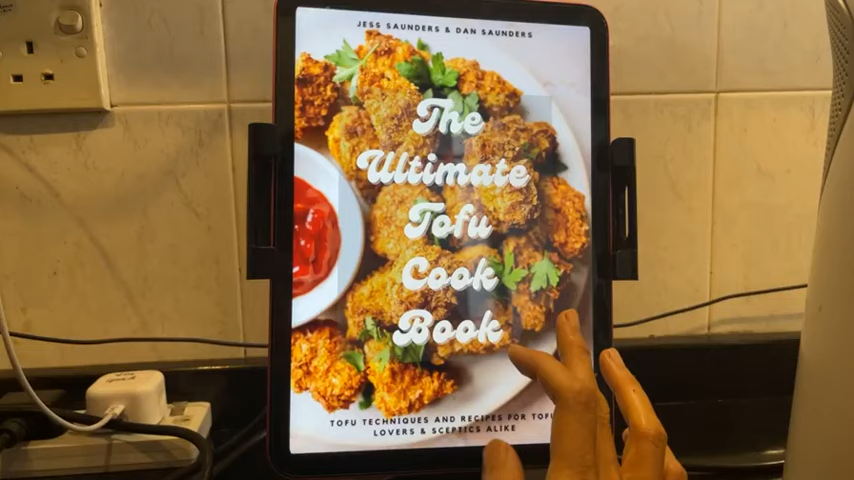 JESS SAUNDERS & DAN SAUNDERS
The
Ultimate
Tofu
Cook
Book
TOFU TECHNIQUES AND RECIPES FOR TOFU
LOVERS & SCEPTICS ALIKE